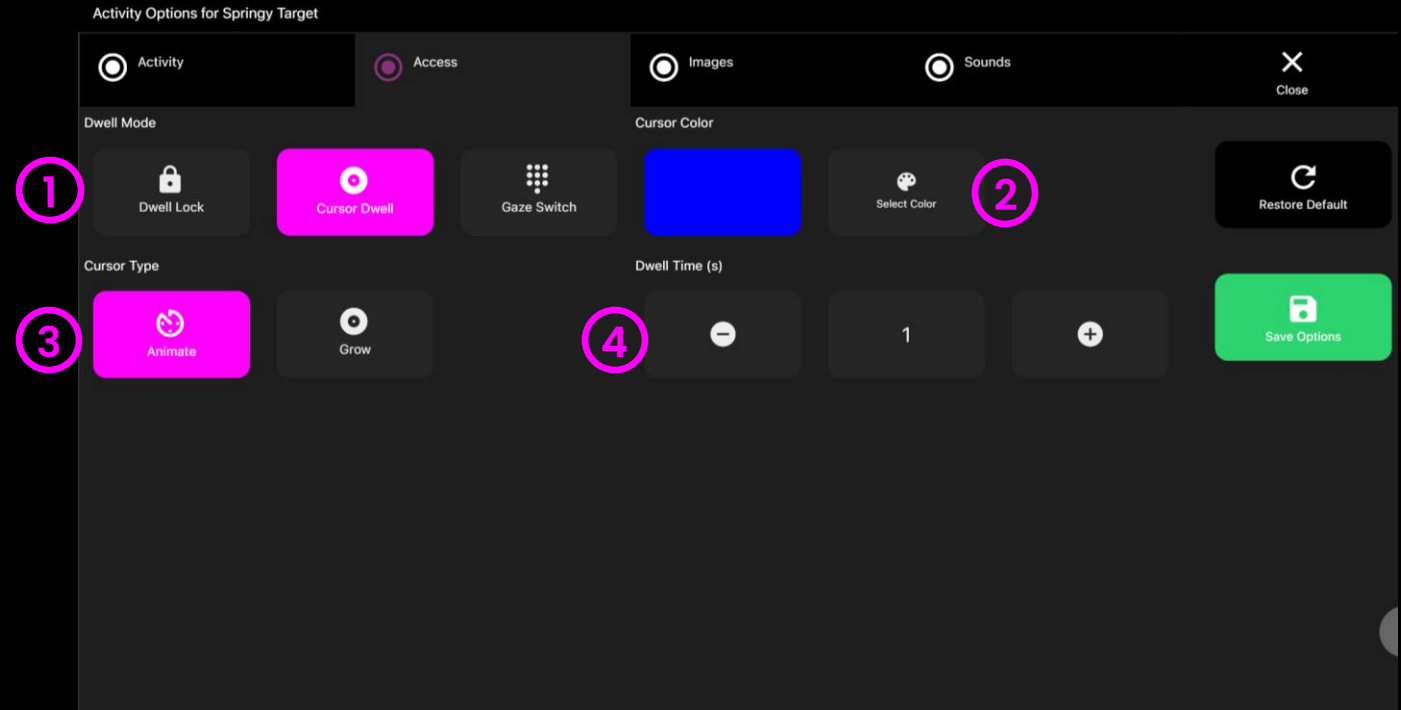 Activity Options for Springy Target
Activity
Access
Images
Sounds
Close
Dwell Mode
Cursor Color
1
Dwell Lock
Cursor Dwell
Gaze Switch
Select Color
2
Restore Default
Cursor Type
Dwell Time (s)
3
Animate
Grow
4
1
Save Options